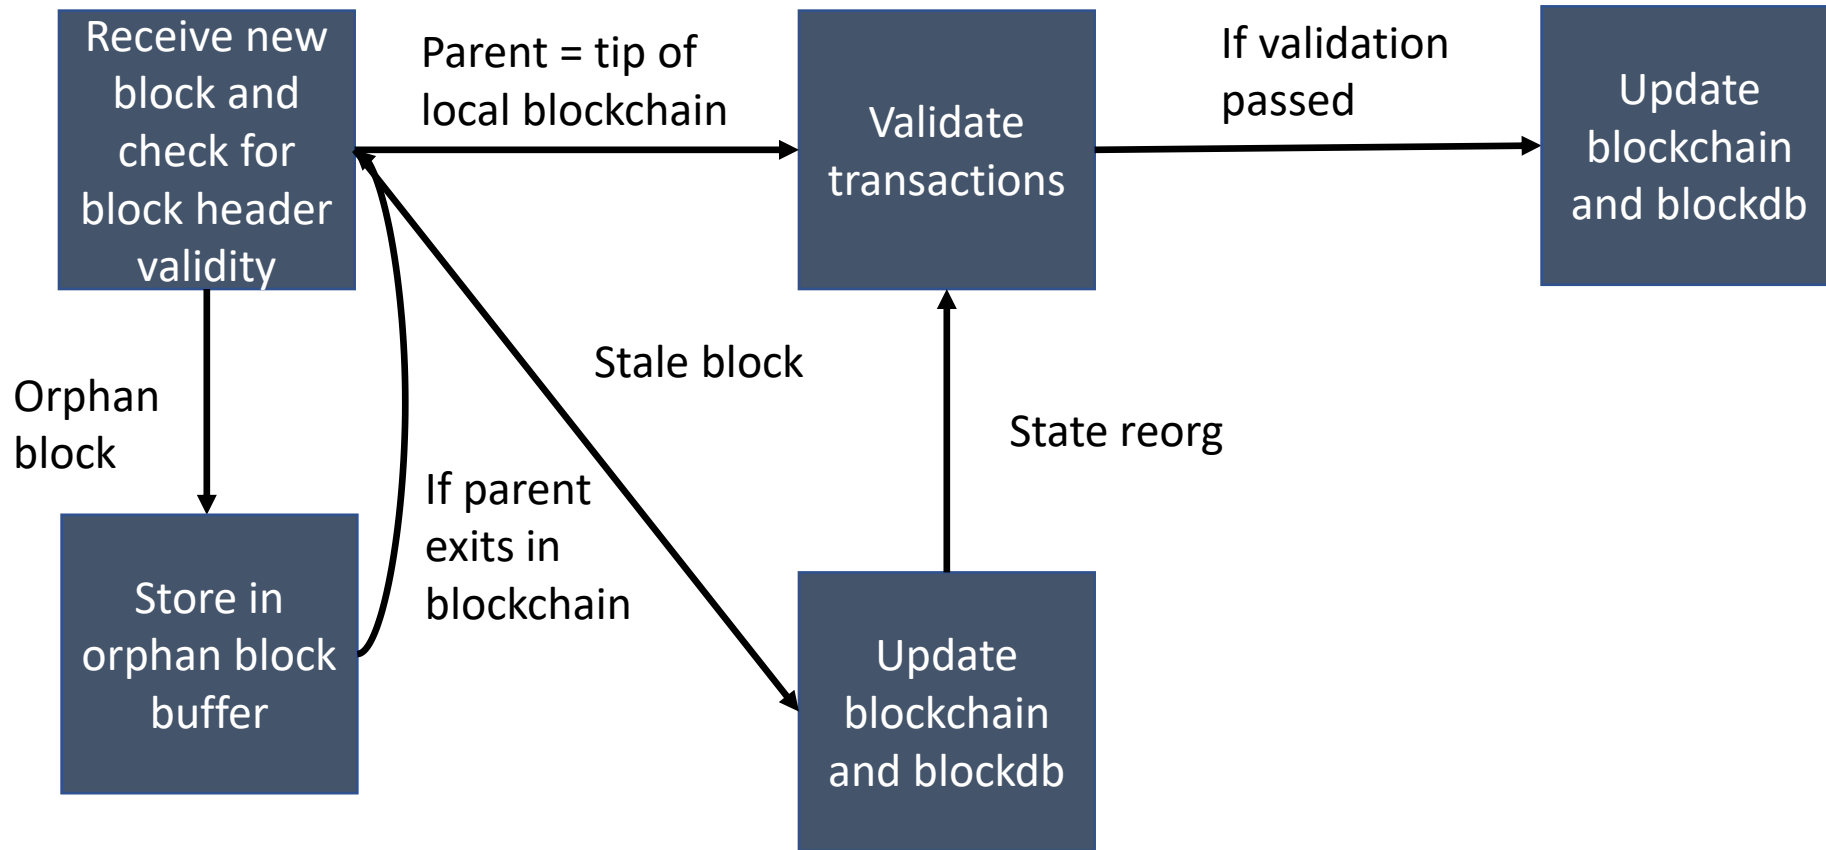 Receive new
block and
check for
block header
validity
Parent = tip of
local blockchain
Validate
transactions
If validation
passed
Update
blockchain
and blockdb
Orphan
block
Stale block
State reorg
If parent
exits in
blockchain
Store in
orphan block
buffer
Update
blockchain
and blockdb